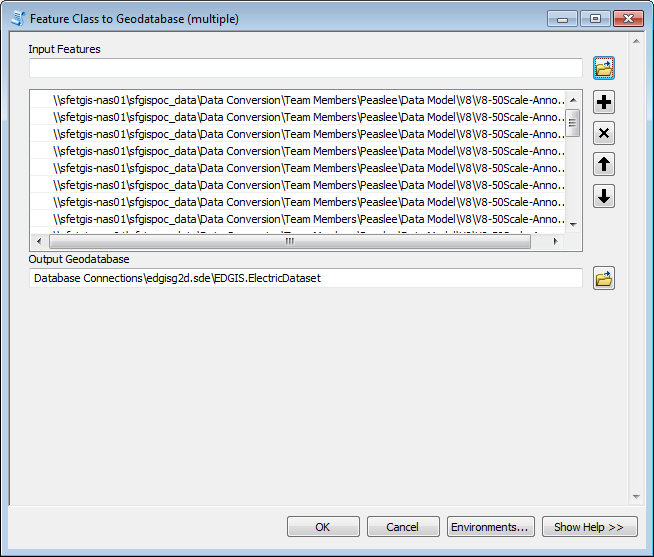 Feature Class to Geodatabase (multiple)
Input Features
\\sfetgis-nas01\sfgispoc_data\Data Conversion\Team Members\Peaslee\Data Model\V8\V8-50Scale-Anno...
\\sfetgis-nas01\sfgispoc_data\Data Conversion\Team Members\Peaslee\Data Model\V8\V8-50Scale-Anno...
\\sfetgis-nas01\sfgispoc_data\Data Conversion\Team Members\Peaslee\Data Model\V8\V8-50Scale-Anno...
\\sfetgis-nas01\sfgispoc_data\Data Conversion\Team Members\Peaslee\Data Model\V8\V8-50Scale-Anno...
\\sfetgis-nas01\sfgispoc_data\Data Conversion\Team Members\Peaslee\Data Model\V8\V8-50Scale-Anno...
\\sfetgis-nas01\sfgispoc_data\Data Conversion\Team Members\Peaslee\Data Model\V8\V8-50Scale-Anno...
\\sfetgis-nas01\sfgispoc_data\Data Conversion\Team Members\Peaslee\Data Model\V8\V8-50Scale-Anno...
\\sfetgis-nas01\sfgispoc_data\Data Conversion\Team Members\Peaslee\Data Model\V8\V8-50Scale-Anno...
Output Geodatabase
Database Connections\edgisg2d.sde\EDGIS.ElectricDataset
OK Cancel Environments... Show Help >>